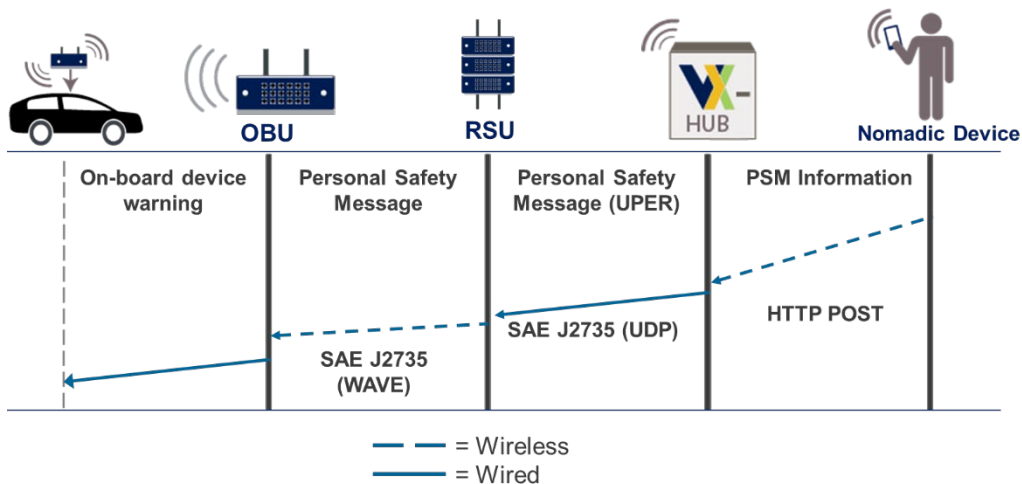 OBU
RSU
VX-
HUB
Nomadic Device
On-board device
warning
Personal Safety
Message
Personal Safety
Message (UPER)
PSM Information
HTTP POST
SAE J2735 (UDP)
SAE J2735
(WAVE)
= Wireless
= Wired